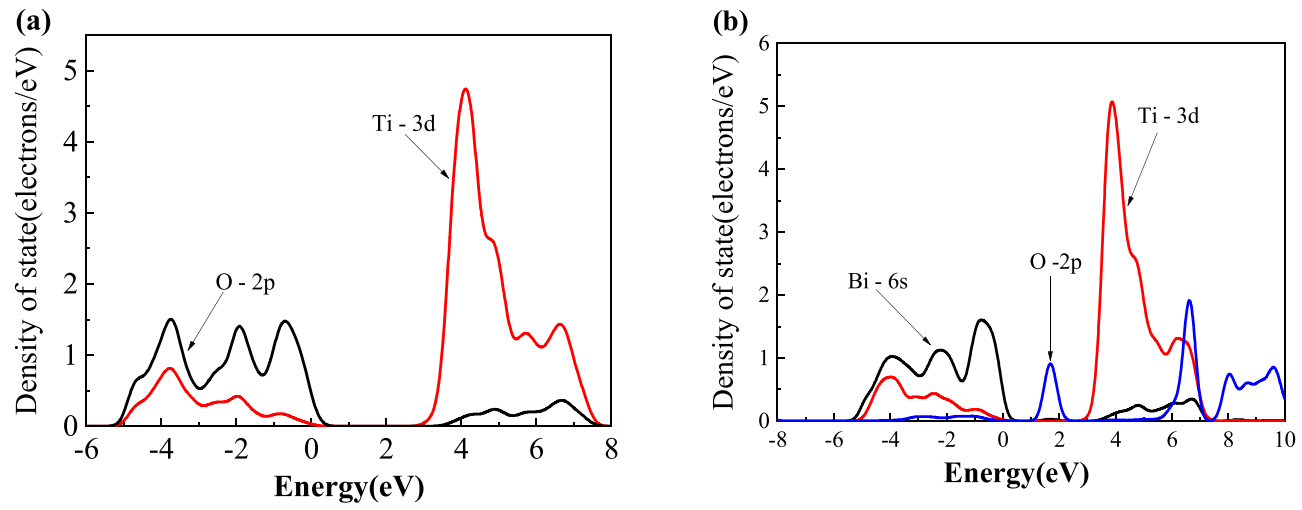 (a)
Density of state(electrons/eV)
5
4
3
2
1
0
Ti - 3d
O - 2p
-6 -4 -2 0 2 4 6 8
Energy(eV)
(b)
Density of state(electrons/eV)
6
5
4
3
2
1
0
Ti - 3d
O -2p
Bi - 6s
-8 -6 -4 -2 0 2 4 6 8 10
Energy(eV)